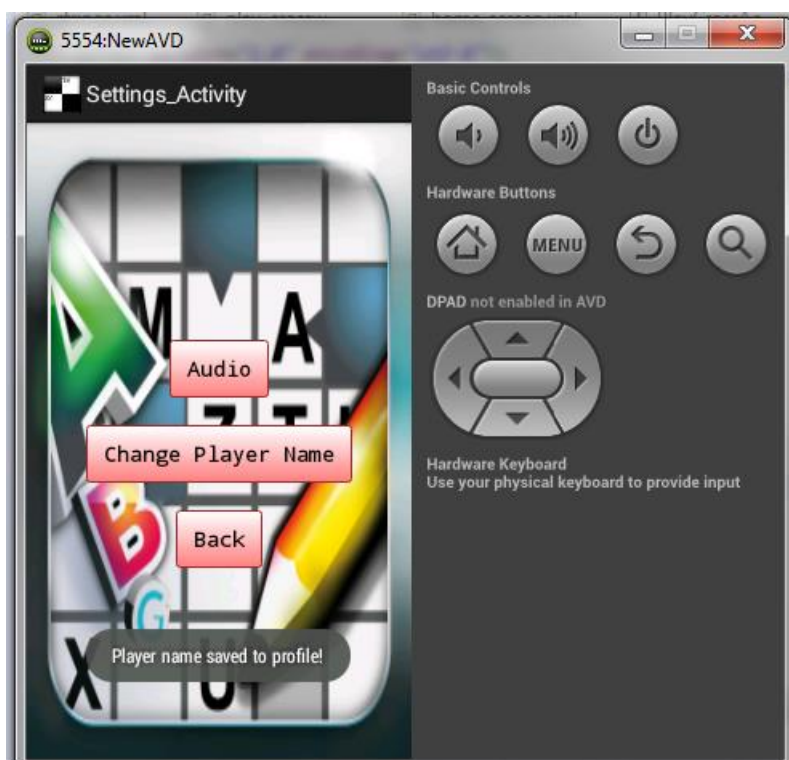 5554:NewAVD
Settings_Activity
Basic Controls
Hardware Buttons
MENU
DPAD not enabled in AVD
Hardware Keyboard
Use your physical keyboard to provide input
M
A
Audio
Change Player Name
B
Back
G
Player name saved to profile!
X
U